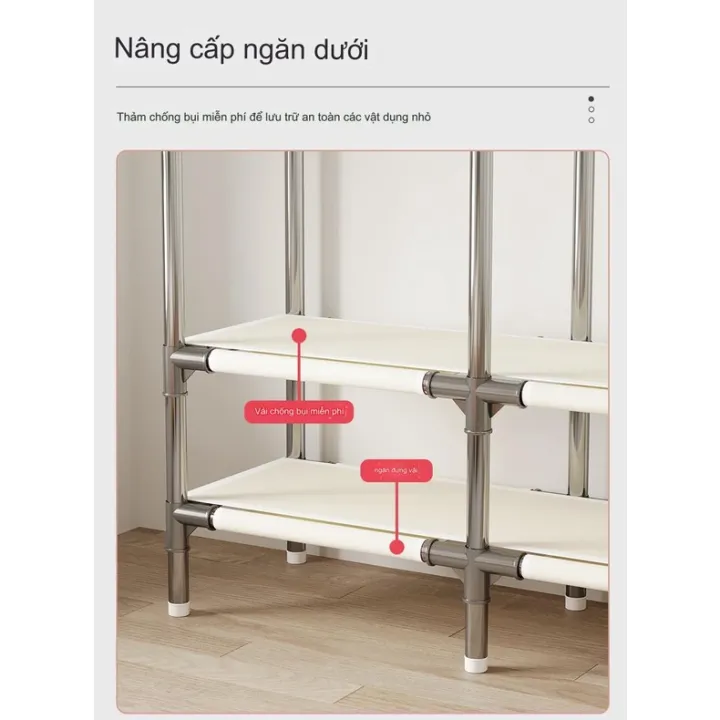 Nâng cấp ngăn dưới
Thảm chống bụi miễn phí để lưu trữ an toàn các vật dụng nhỏ
Vải chống bụi miễn phí
ngăn đựng vải